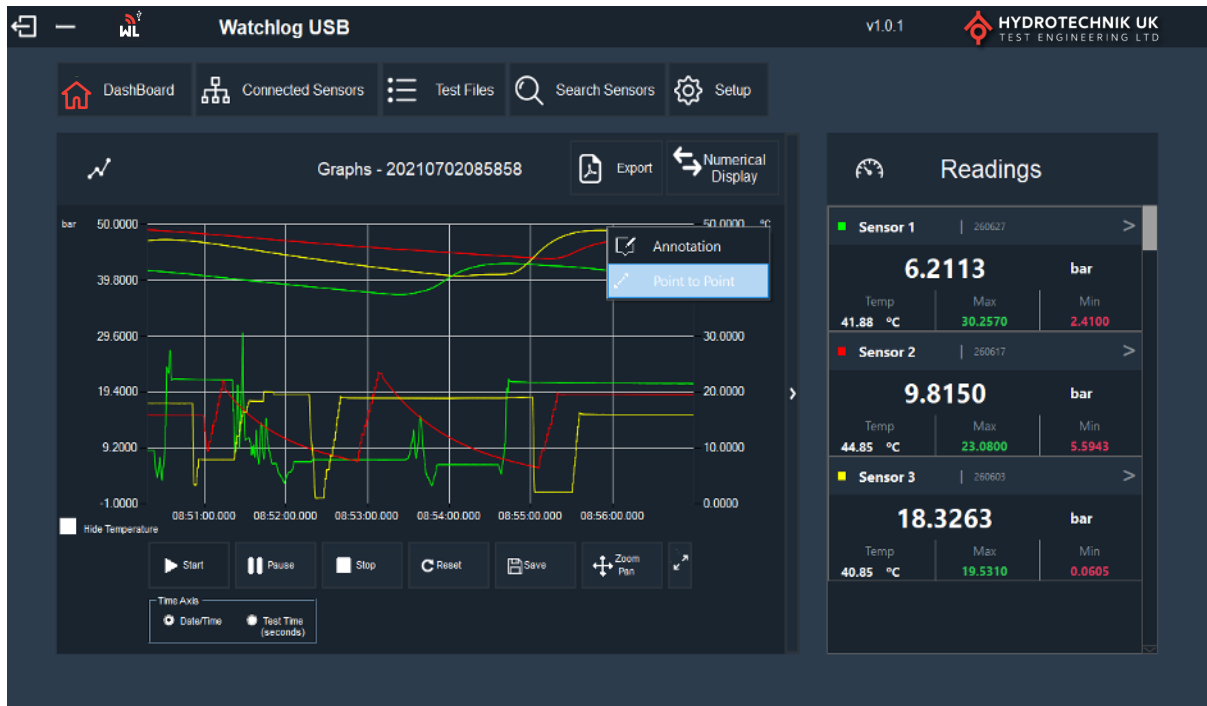 WL
Watchlog USB
v1.0.1
HYDROTECHNIK UK
TEST ENGINEERING LTD
DashBoard
Connected Sensors
Test Files
Search Sensors
Setup
Graphs - 20210702085858
Export
Numerical
Display
Readings
bar
50.0000
50.0000
ºC
39.8000
29.6000
30.0000
19.4000
20.0000
9.2000
10.0000
-1.0000
0.0000
Annotation
Point to Point
08:51:00.000
08:52:00.000
08:53:00.000
08:54:00.000
08:55:00.000
08:56:00.000
Hide Temperature
Start
Pause
Stop
Reset
Save
Zoom
Pan
Time Axis
Date/Time
Test Time
(seconds)
Sensor 1 | 260627 >
6.2113 bar
Temp Max Min
41.88 ºC 30.2570 2.4100
Sensor 2 | 260617 >
9.8150 bar
Temp Max Min
44.85 ºC 23.0800 5.5943
Sensor 3 | 260603 >
18.3263 bar
Temp Max Min
40.85 ºC 19.5310 0.0605